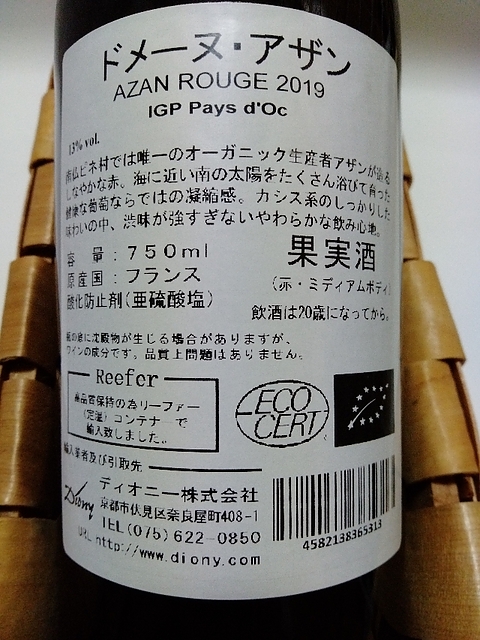 ドメーヌ・アザン
AZAN ROUGE 2019
IGP Pays d'Oc
13% vol.
南仏ピネ村では唯一のオーガニック生産者アザンが造る
しなやかな赤。海に近い南の太陽をたくさん浴びて育った
健康な葡萄ならではの凝縮感。カシス系のしっかりした
味わいの中、渋味が強すぎないやわらかな飲み心地。
容 量：７５０ml
原産国：フランス
酸化防止剤(亜硫酸塩)
果実酒
(赤・ミディアムボディ)
飲酒は20歳になってから。
瓶の底に沈殿物が生じる場合がありますが、
ワインの成分です。品質上問題はありません。
Reefer
高品質保持の為リーファー
(定温) コンテナーで
輸入致しました。
ECO
CERT
輸入業者及び引取先
Diony
ディオニー株式会社
京都市伏見区奈良屋町408-1
TEL(075)622-0850
URL http://www.diony.com
4582138365313